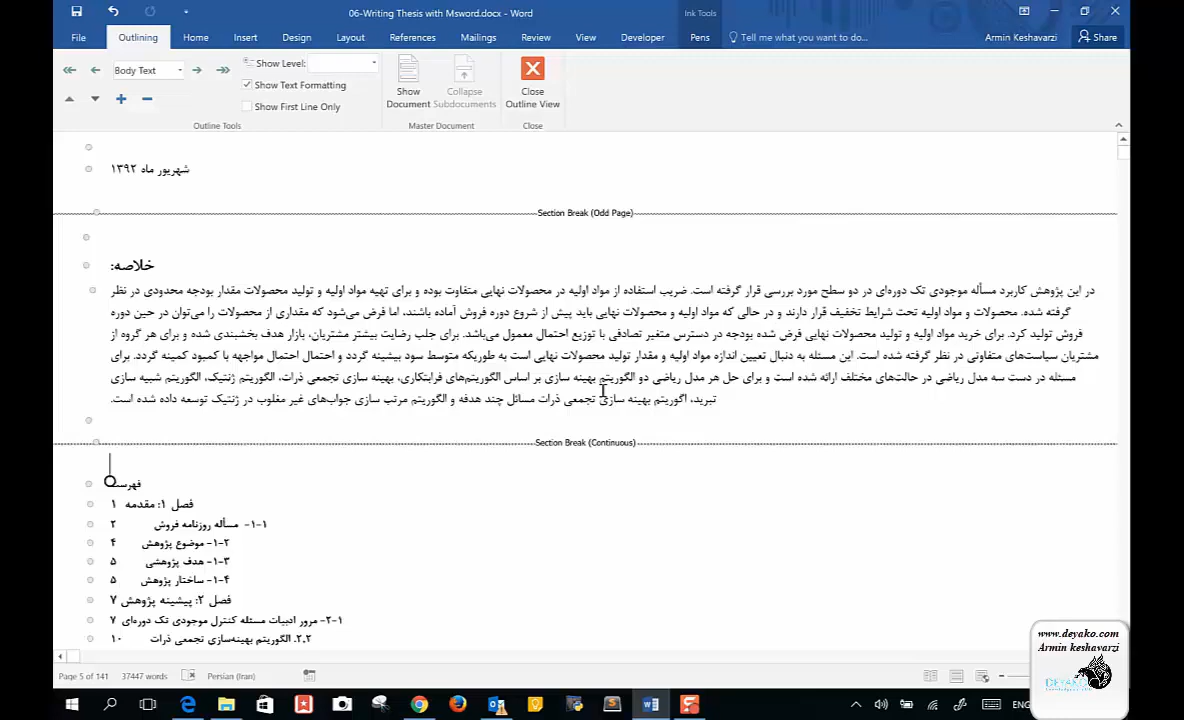 06-Writing Thesis with Msword.docx - Word
Ink Tools
File
Outlining
Home
Insert
Design
Layout
References
Mailings
Review
View
Developer
Pens
Tell me what you want to do...
Armin Keshavarzi
Share
Body Text
Show Level:
Show Text Formatting
Show First Line Only
Outline Tools
Show Document
Collapse Subdocuments
Master Document
Close Outline View
Close
شهریور ماه ۱۳۹۲
Section Break (Odd Page)
خلاصه:
در این پژوهش کاربرد مسأله موجودی تک دوره‌ای در دو سطح مورد بررسی قرار گرفته است. ضریب استفاده از مواد اولیه در محصولات نهایی متفاوت بوده و برای تهیه مواد اولیه و تولید محصولات مقدار بودجه محدودی در نظر
گرفته شده. محصولات و مواد اولیه تحت شرایط تخفیف قرار دارند و در حالی که مواد اولیه و محصولات نهایی باید پیش از شروع دوره فروش آماده باشند، اما فرض می‌شود که مقداری از محصولات را می‌توان در حین دوره
فروش تولید کرد. برای خرید مواد اولیه و تولید محصولات نهایی فرض شده بودجه در دسترس متغیر تصادفی با توزیع احتمال معمول می‌باشد. برای جلب رضایت بیشتر مشتریان، بازار هدف بخشبندی شده و برای هر گروه از
مشتریان سیاست‌های متفاوتی در نظر گرفته شده است. این مسئله به دنبال تعیین اندازه مواد اولیه و مقدار تولید محصولات نهایی است به طوریکه متوسط سود بیشینه گردد و احتمال احتمال مواجهه با کمبود کمینه گردد. برای
مسئله در دست سه مدل ریاضی در حالت‌های مختلف ارائه شده است و برای حل هر مدل ریاضی دو الگوریتم بهینه سازی بر اساس الگوریتم‌های فرابتکاری، بهینه سازی تجمعی ذرات، الگوریتم ژنتیک، الگوریتم شبیه سازی
تبرید، اگوریتم بهینه سازی تجمعی ذرات مسائل چند هدفه و الگوریتم مرتب سازی جواب‌های غیر مغلوب در ژنتیک توسعه داده شده است.
Section Break (Continuous)
فهرست
فصل ۱: مقدمه ۱
۱-۱- مسأله روزنامه فروش ۲
۱-۲- موضوع پژوهش ۴
۱-۳- هدف پژوهشی ۵
۱-۴- ساختار پژوهش ۵
فصل ۲: پیشینه پژوهش ۷
۲-۱- مرور ادبیات مسئله کنترل موجودی تک دوره‌ای ۷
۲.۲. الگوریتم بهینه‌سازی تجمعی ذرات ۱۰
Page 5 of 141
37447 words
Persian (Iran)
www.deyako.com
Armin keshavarzi
DEYAKO
ENG